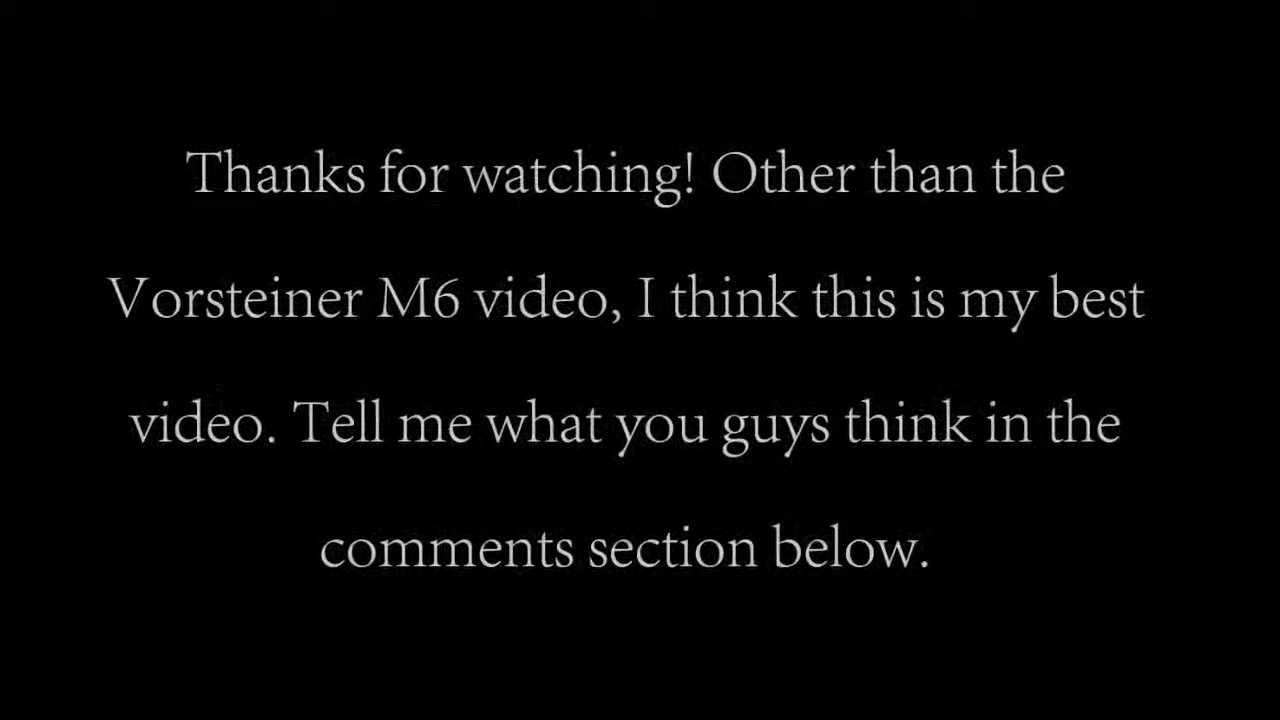 Thanks for watching! Other than the
Vorsteiner M6 video, I think this is my best
video. Tell me what you guys think in the
comments section below.